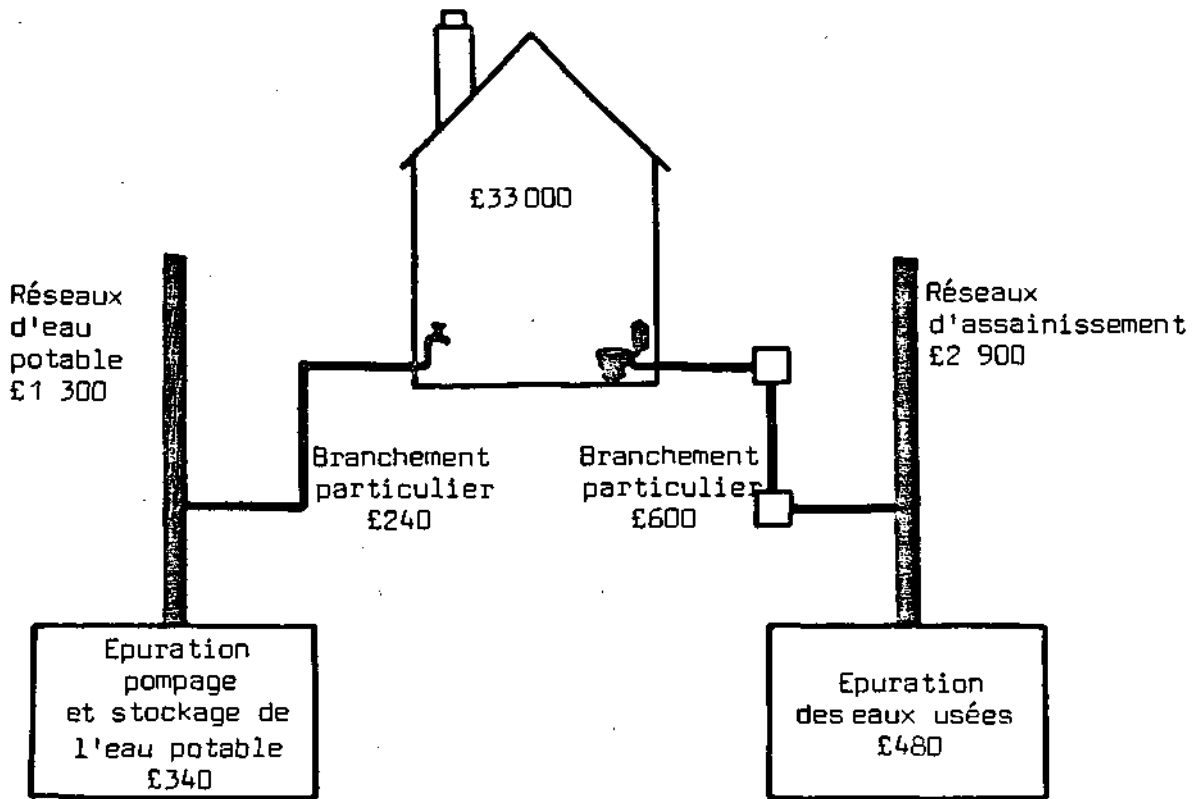 £33 000
Réseaux
d'eau
potable
£1 300
Réseaux
d'assainissement
£2 900
Branchement
particulier
£240
Branchement
particulier
£600
Epuration
pompage
et stockage de
l'eau potable
£340
Epuration
des eaux usées
£480